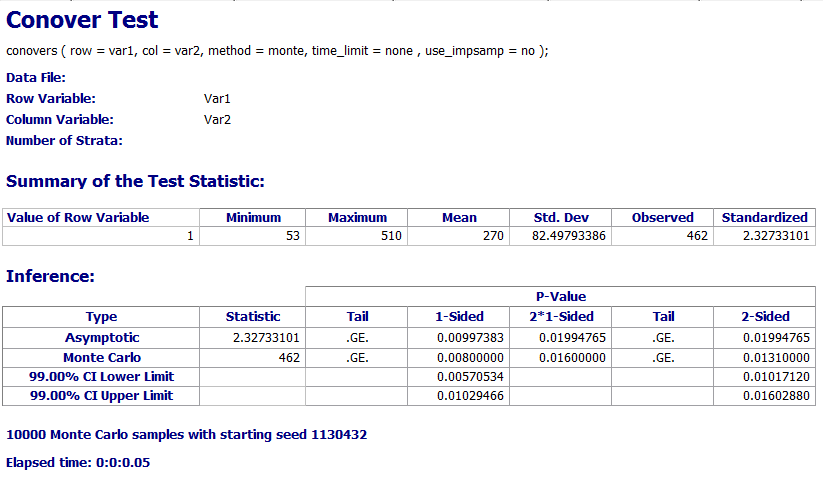 Conover Test
conovers ( row = var1, col = var2, method = monte, time_limit = none , use_impsamp = no );
Data File:
Row Variable: Var1
Column Variable: Var2
Number of Strata:
Summary of the Test Statistic:
Value of Row Variable Minimum Maximum Mean Std. Dev Observed Standardized
1 53 510 270 82.49793386 462 2.32733101
Inference:
P-Value
Type Statistic Tail 1-Sided 2*1-Sided Tail 2-Sided
Asymptotic 2.32733101 .GE. 0.00997383 0.01994765 .GE. 0.01994765
Monte Carlo 462 .GE. 0.00800000 0.01600000 .GE. 0.01310000
99.00% CI Lower Limit 0.00570534 0.01017120
99.00% CI Upper Limit 0.01029466 0.01602880
10000 Monte Carlo samples with starting seed 1130432
Elapsed time: 0:0:0.05